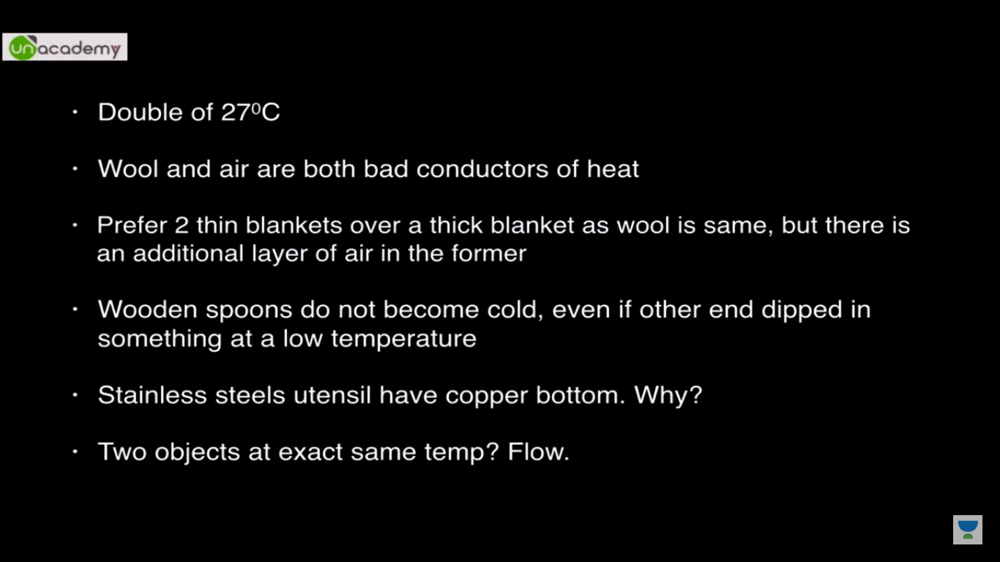 unacademy
• Double of 27⁰C
• Wool and air are both bad conductors of heat
• Prefer 2 thin blankets over a thick blanket as wool is same, but there is
an additional layer of air in the former
• Wooden spoons do not become cold, even if other end dipped in
something at a low temperature
• Stainless steels utensil have copper bottom. Why?
• Two objects at exact same temp? Flow.